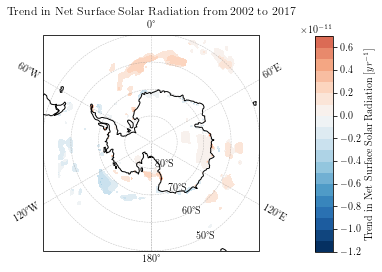 Trend in Net Surface Solar Radiation from 2002 to 2017
0°
×10⁻¹¹
60°W
60°E
80°S
70°S
60°S
50°S
120°W
120°E
180°
0.6
0.4
0.2
0.0
−0.2
−0.4
−0.6
−0.8
−1.0
−1.2
Trend in Net Surface Solar Radiation [yr⁻¹]